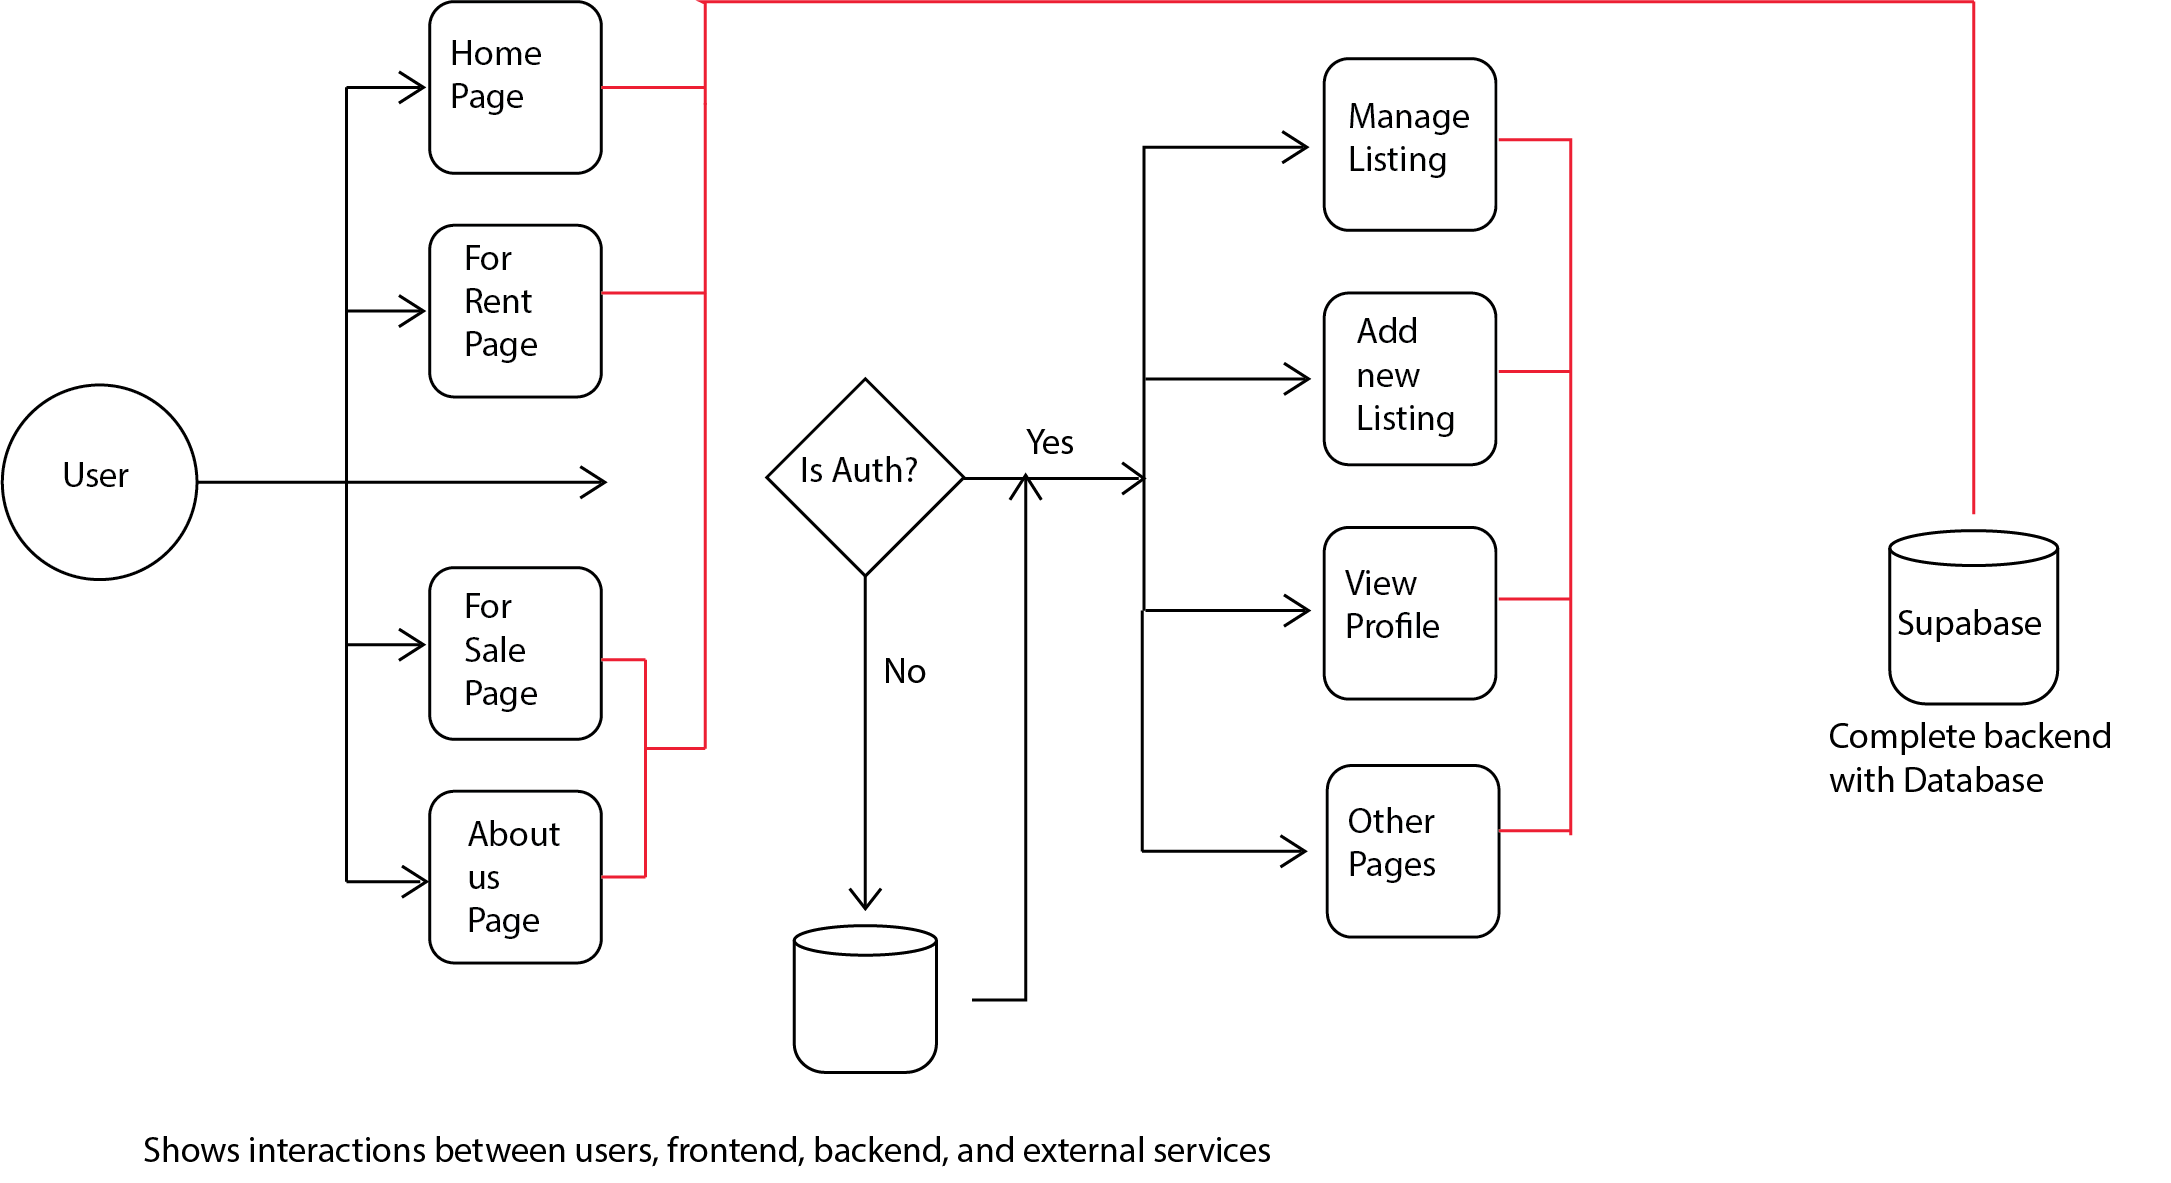 Home
Page
For
Rent
Page
User
For
Sale
Page
About
us
Page
Is Auth?
Yes
No
Manage
Listing
Add
new
Listing
View
Profile
Other
Pages
Supabase
Complete backend
with Database
Shows interactions between users, frontend, backend, and external services